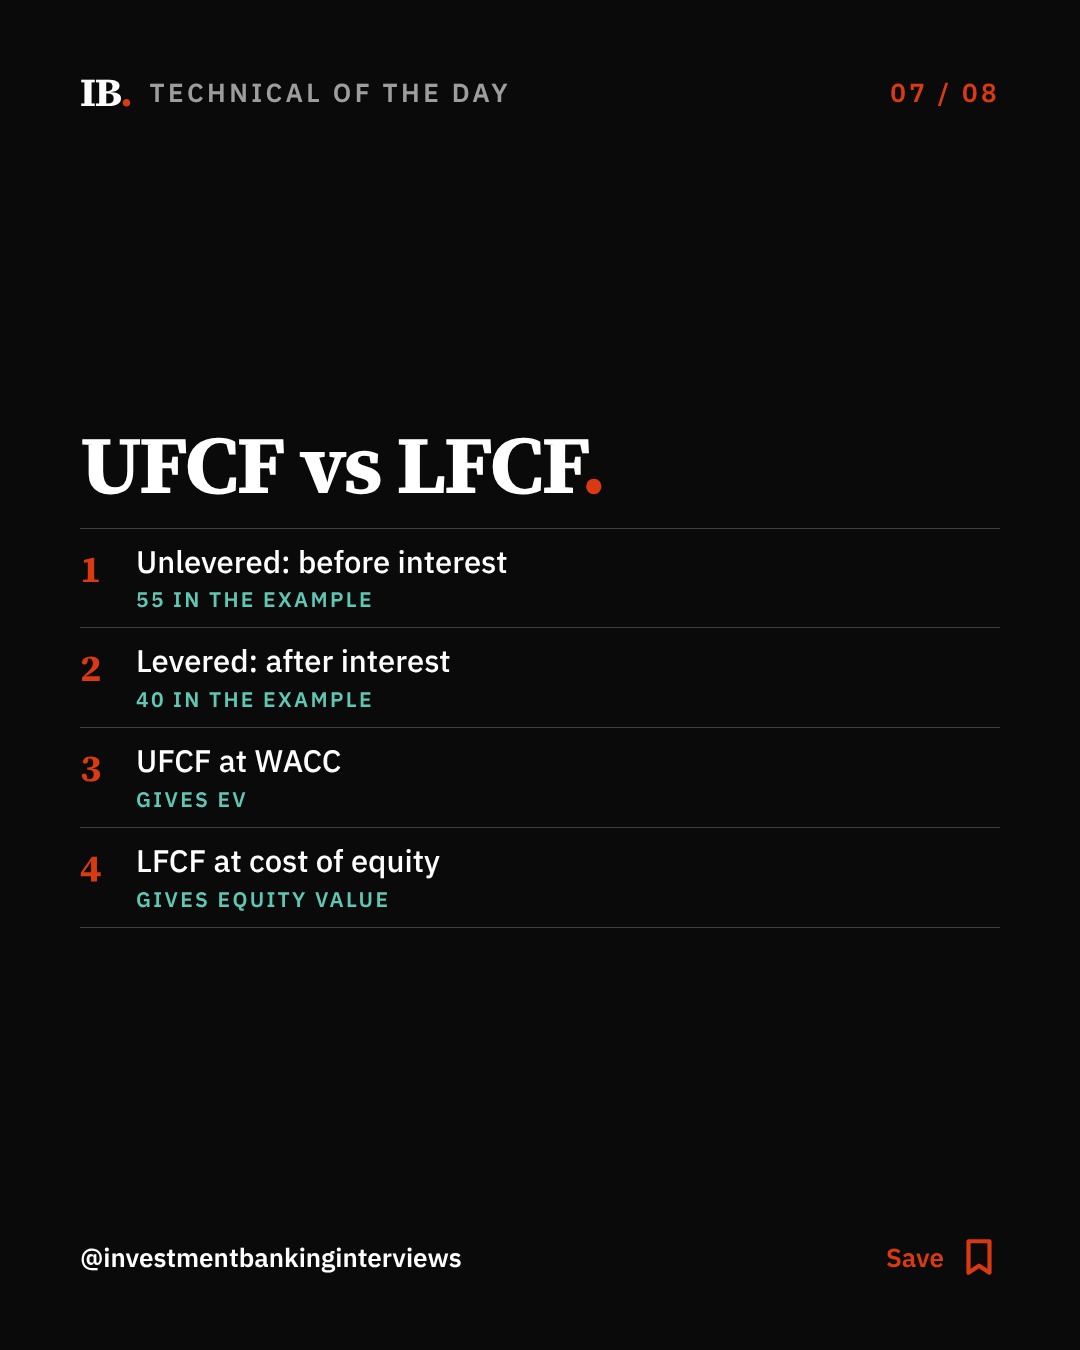 IB. TECHNICAL OF THE DAY 07 / 08
UFCF vs LFCF.
1 Unlevered: before interest
55 IN THE EXAMPLE
2 Levered: after interest
40 IN THE EXAMPLE
3 UFCF at WACC
GIVES EV
4 LFCF at cost of equity
GIVES EQUITY VALUE
@investmentbankinginterviews Save